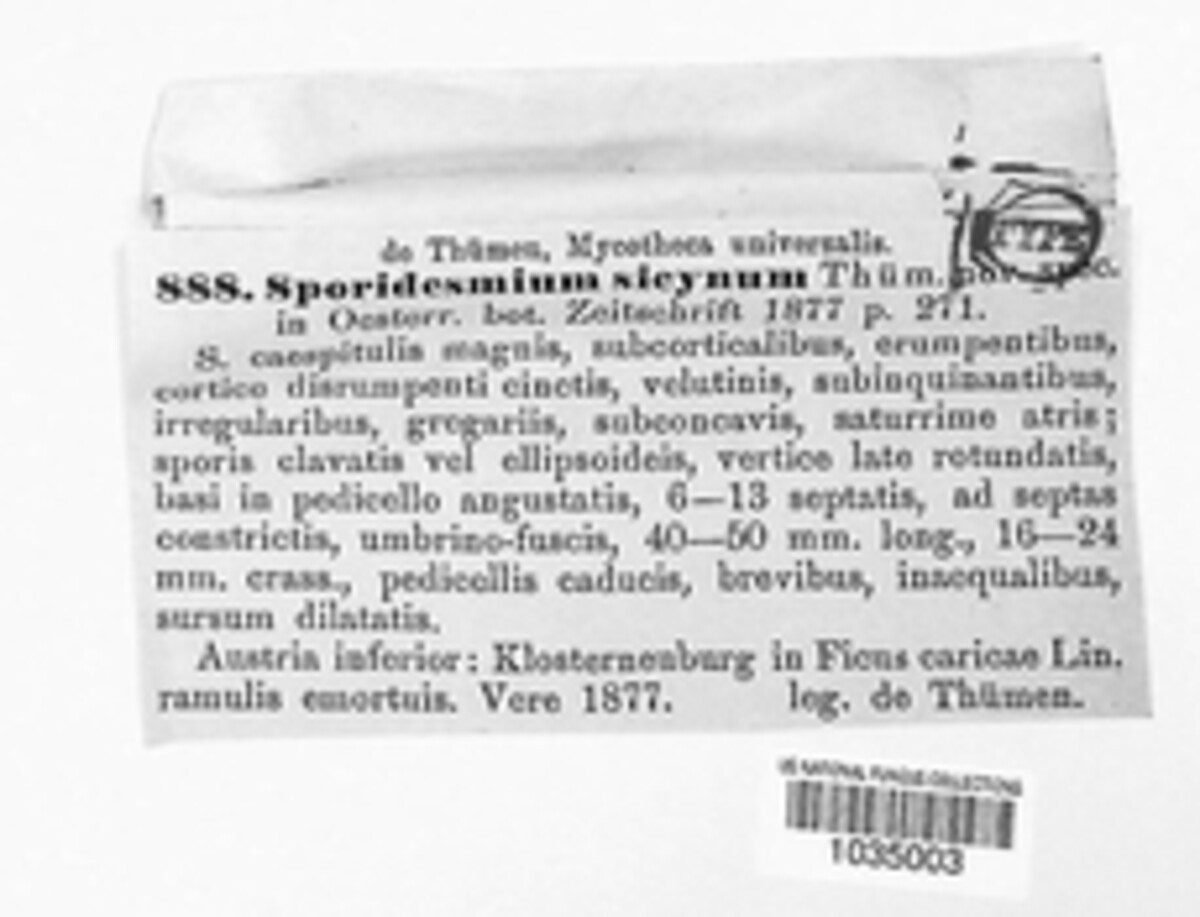 TYPE
de Thümen, Mycotheca universalis.
888. Sporidesmium sicynum Thüm. nov. spec.
in Oesterr. bot. Zeitschrift 1877 p. 271.
S. caespitulis magnis, subcorticalibus, erumpentibus,
cortice disrumpenti cinctis, velutinis, subinquinantibus,
irregularibus, gregariis, subconcavis, saturrime atris;
sporis clavatis vel ellipsoideis, vertice late rotundatis,
basi in pedicello angustatis, 6—13 septatis, ad septas
constrictis, umbrino-fuscis, 40—50 mm. long., 16—24
mm. crass., pedicellis caducis, brevibus, inaequalibus,
sursum dilatatis.
Austria inferior: Klosterneuburg in Ficus caricae Lin.
ramulis emortuis. Vere 1877. leg. de Thümen.
US NATIONAL FUNGUS COLLECTIONS
1035003